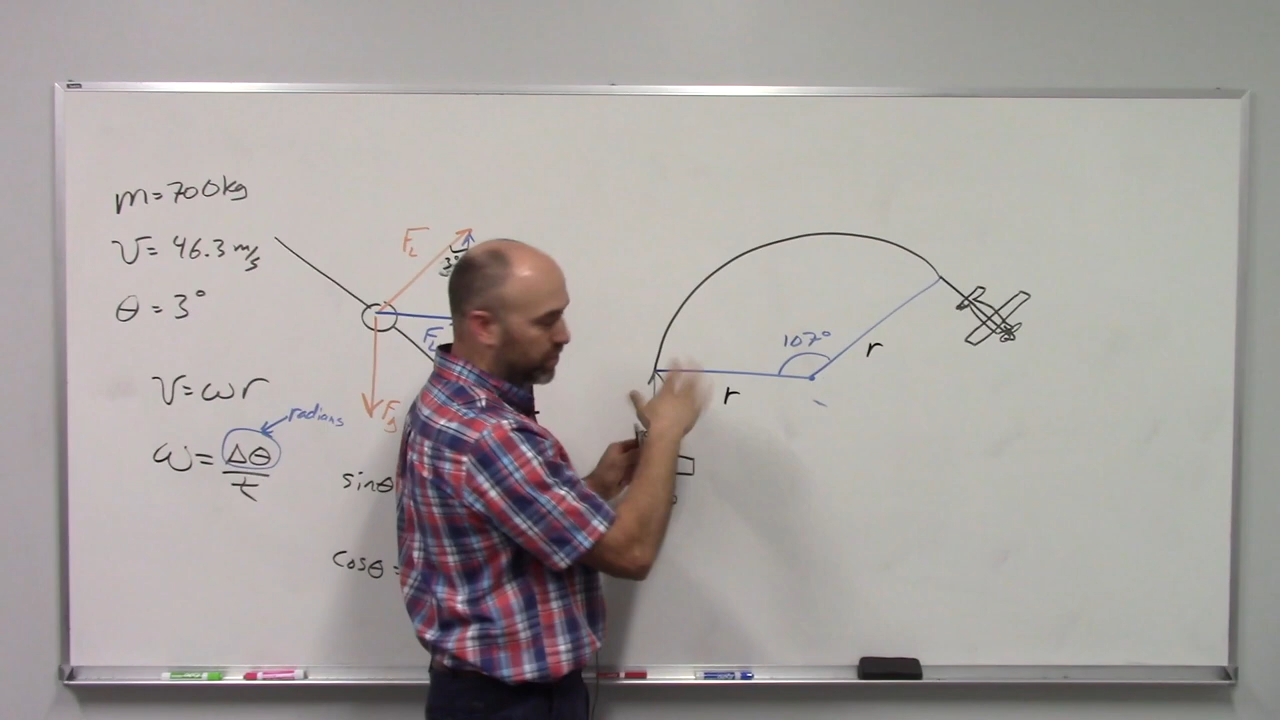 m=700kg
v=46.3 m/s
θ=3°
v=ωr
ω=Δθ/t
radians
F_L
3°
F_L
F_g
sinθ
cosθ=
107°
r
r